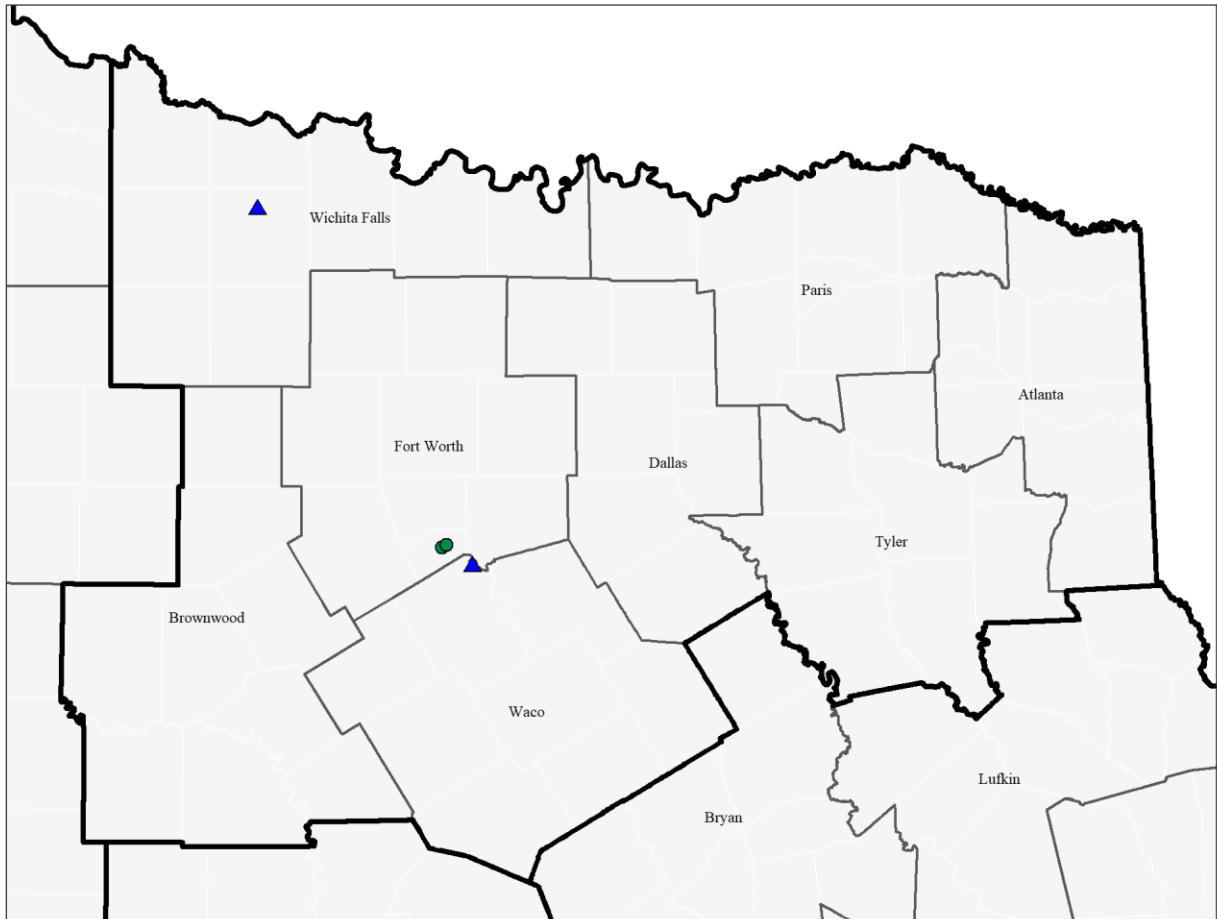 Wichita Falls
Paris
Atlanta
Fort Worth
Dallas
Tyler
Brownwood
Waco
Lufkin
Bryan